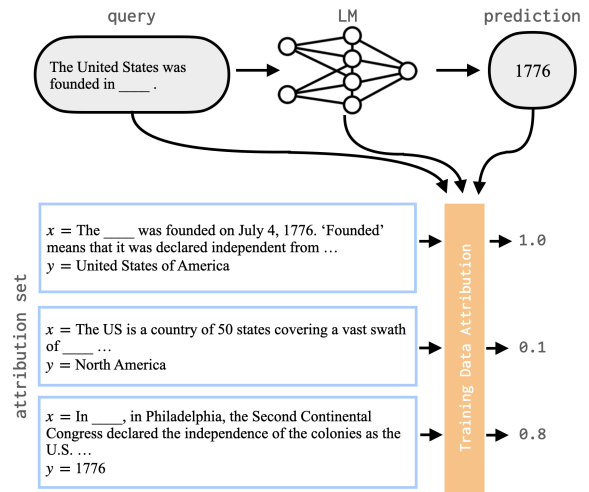 query
LM
prediction
The United States was
founded in ____ .
1776
attribution set
x = The ____ was founded on July 4, 1776. ‘Founded’
means that it was declared independent from …
y = United States of America
1.0
x = The US is a country of 50 states covering a vast swath
of ____ …
y = North America
0.1
x = In ____, in Philadelphia, the Second Continental
Congress declared the independence of the colonies as the
U.S. …
y = 1776
0.8
Training Data Attribution